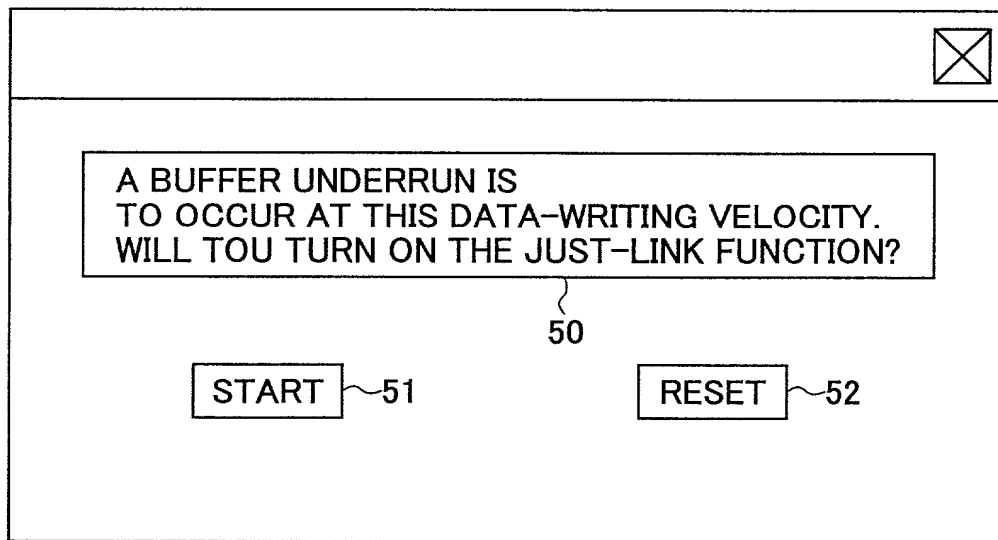 A BUFFER UNDERRUN IS
TO OCCUR AT THIS DATA-WRITING VELOCITY.
WILL TOU TURN ON THE JUST-LINK FUNCTION?
50
START 51 RESET 52